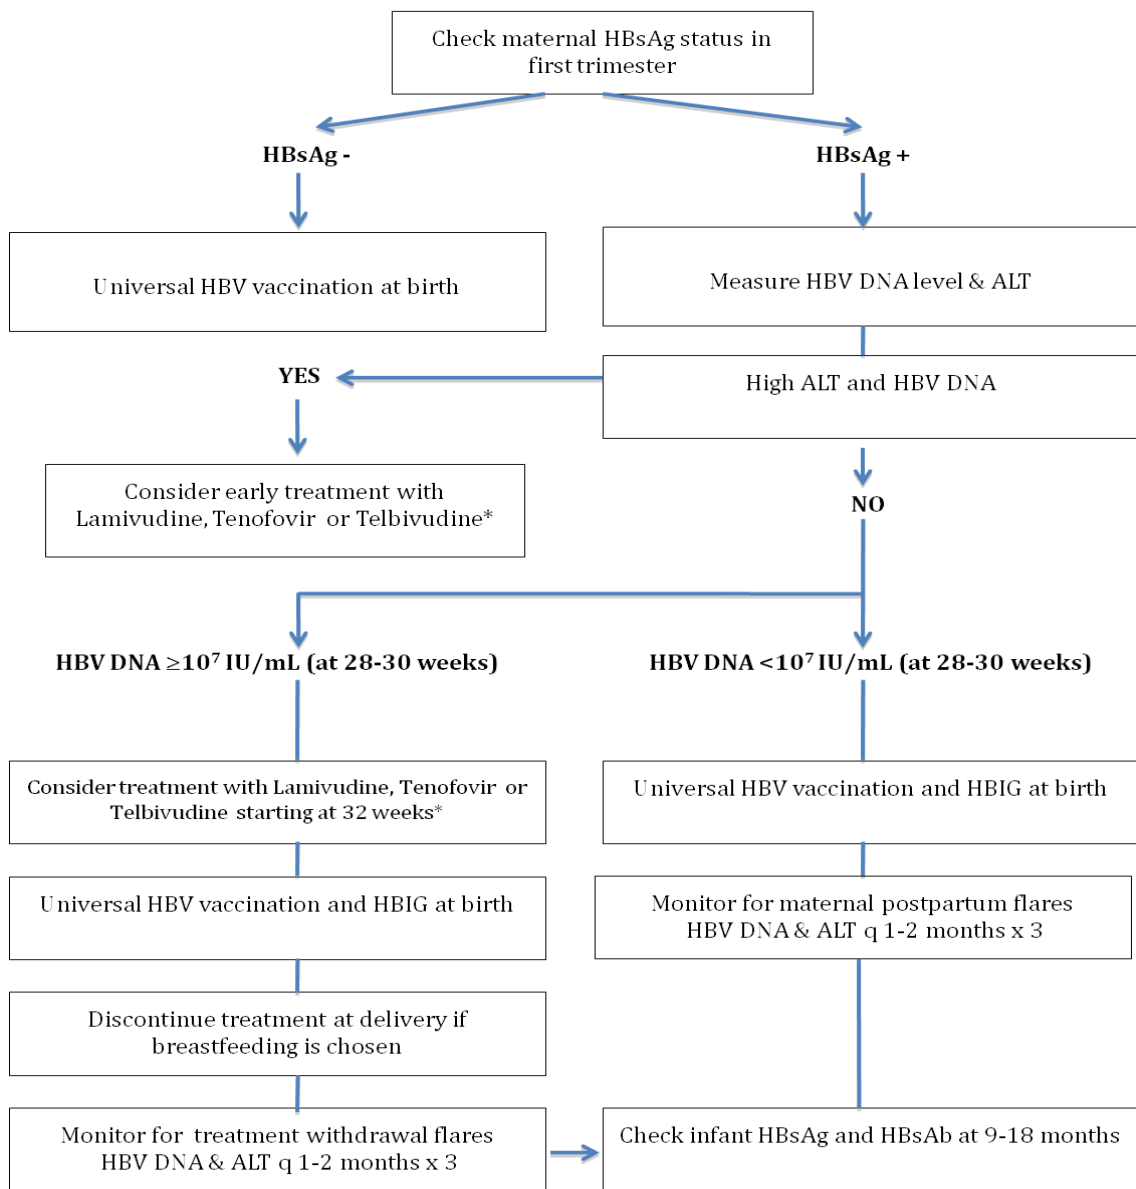 Check maternal HBsAg status in
first trimester
HBsAg -
HBsAg +
Universal HBV vaccination at birth
Measure HBV DNA level & ALT
YES
High ALT and HBV DNA
Consider early treatment with
Lamivudine, Tenofovir or Telbivudine*
NO
HBV DNA ≥10⁷ IU/mL (at 28-30 weeks)
HBV DNA <10⁷ IU/mL (at 28-30 weeks)
Consider treatment with Lamivudine, Tenofovir or
Telbivudine starting at 32 weeks*
Universal HBV vaccination and HBIG at birth
Universal HBV vaccination and HBIG at birth
Monitor for maternal postpartum flares
HBV DNA & ALT q 1-2 months x 3
Discontinue treatment at delivery if
breastfeeding is chosen
Monitor for treatment withdrawal flares
HBV DNA & ALT q 1-2 months x 3
Check infant HBsAg and HBsAb at 9-18 months